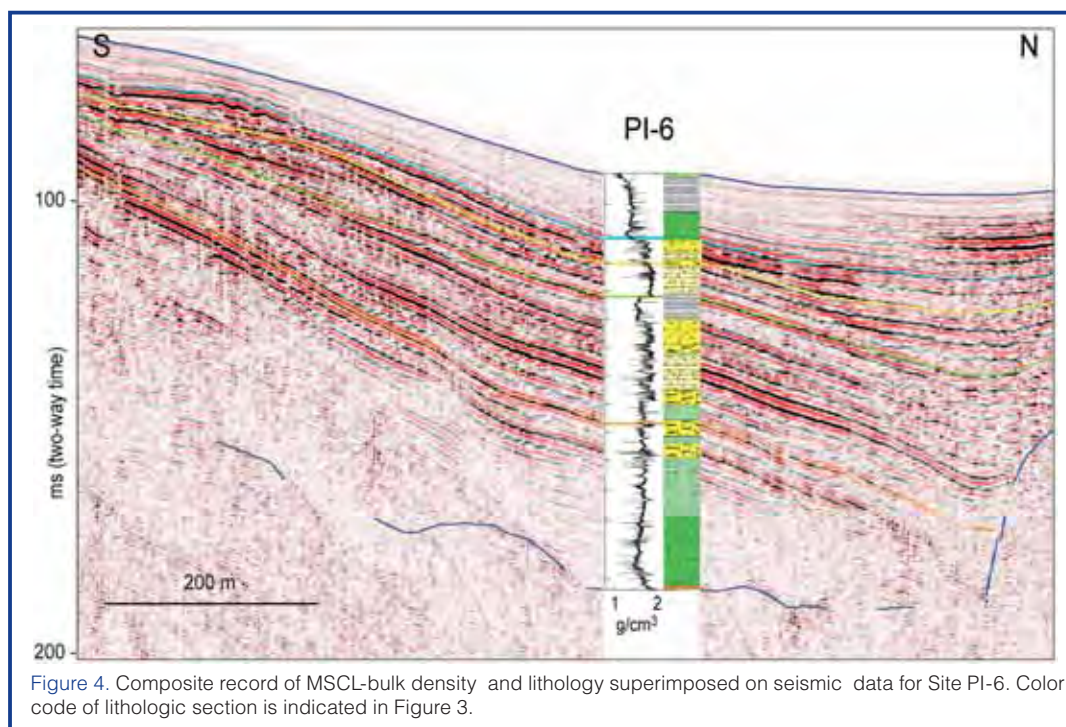 S
N
PI-6
100
ms (two-way time)
200 m
1 2
g/cm³
200
Figure 4. Composite record of MSCL-bulk density and lithology superimposed on seismic data for Site PI-6. Color
code of lithologic section is indicated in Figure 3.